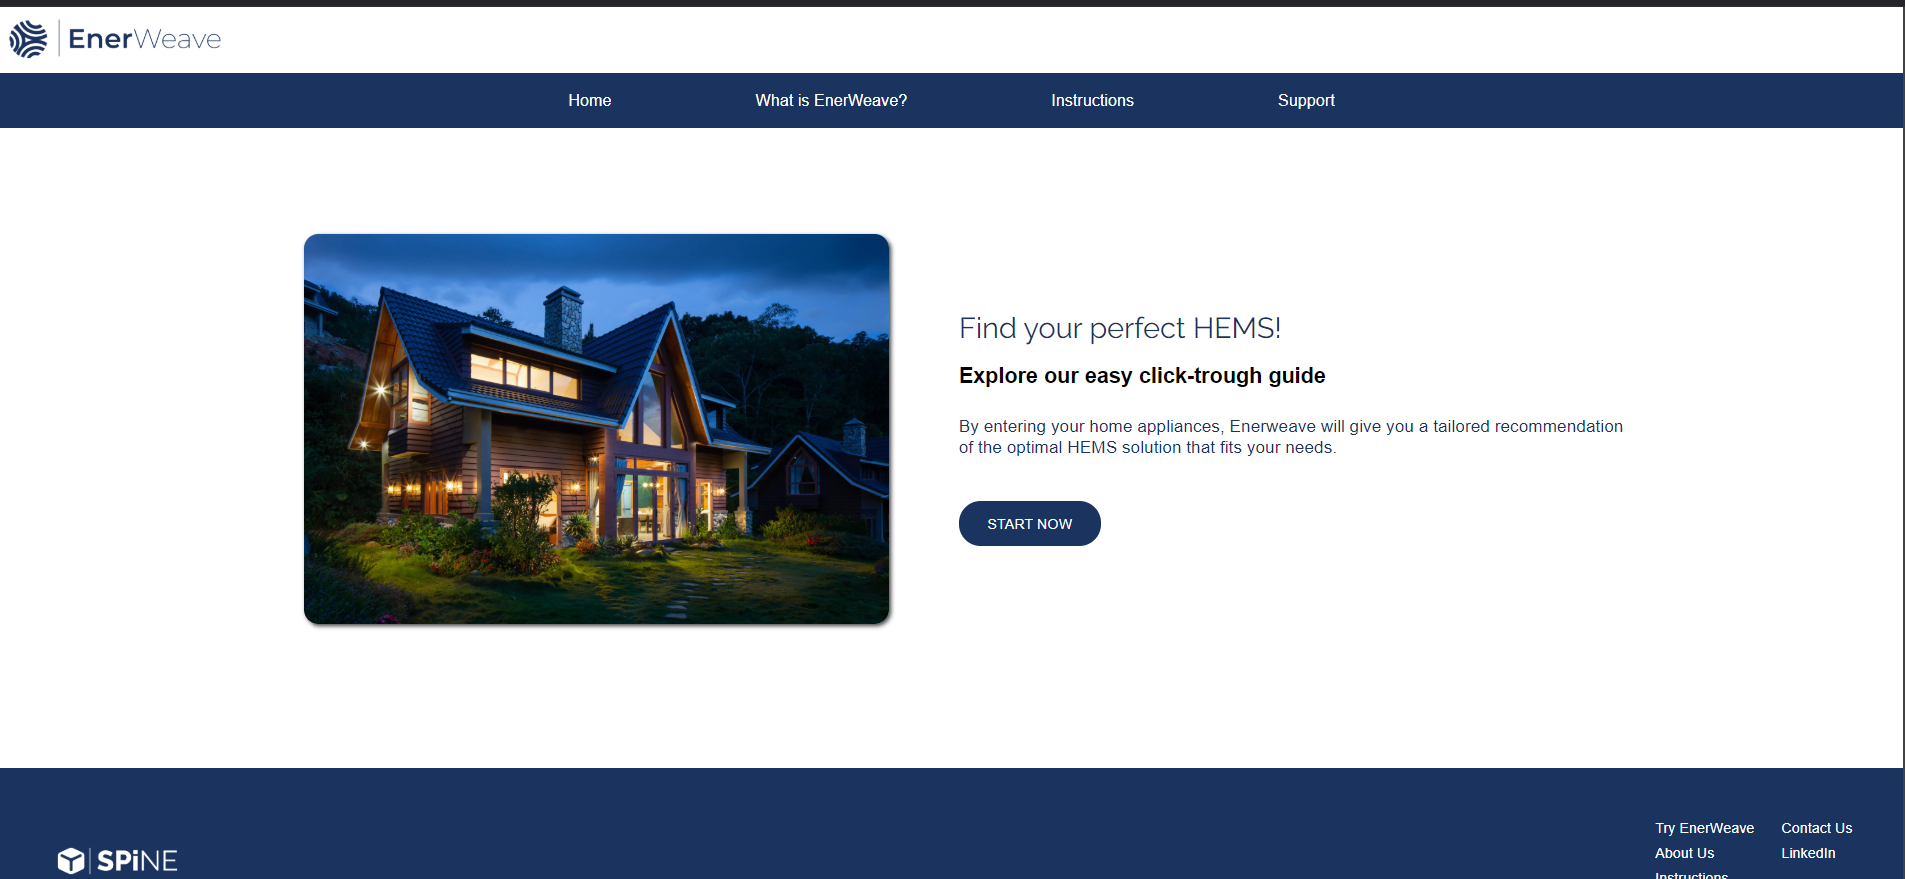 EnerWeave
Home
What is EnerWeave?
Instructions
Support
Find your perfect HEMS!
Explore our easy click-trough guide
By entering your home appliances, Enerweave will give you a tailored recommendation
of the optimal HEMS solution that fits your needs.
START NOW
SPiNE
Try EnerWeave
About Us
Instructions
Contact Us
LinkedIn